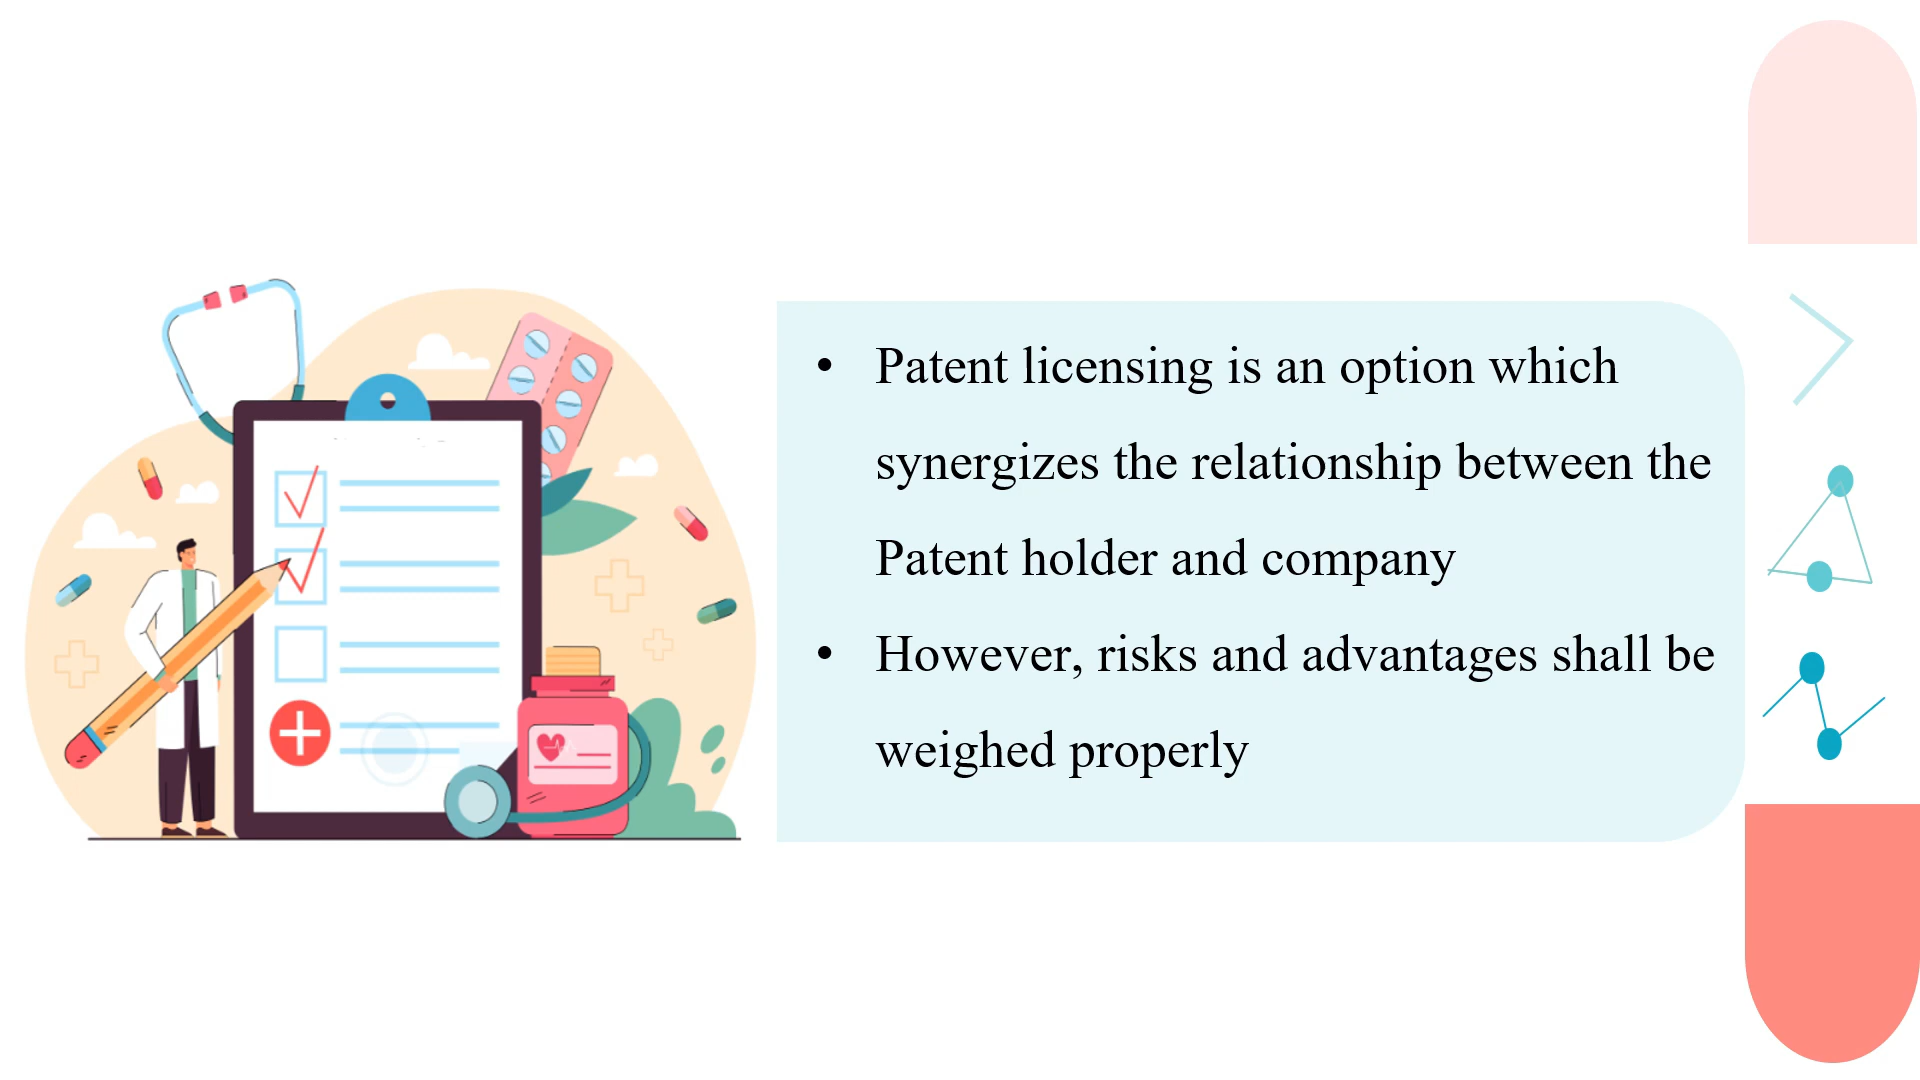 • Patent licensing is an option which
synergizes the relationship between the
Patent holder and company
• However, risks and advantages shall be
weighed properly